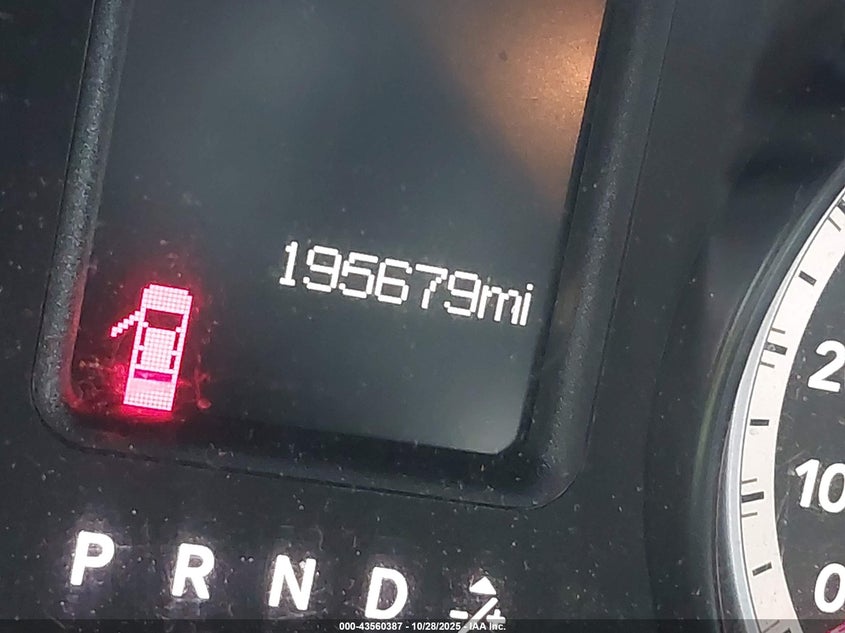 195679mi
2
10
0
P R N D -/+
000-43560387 - 10/28/2025 - IAA Inc.